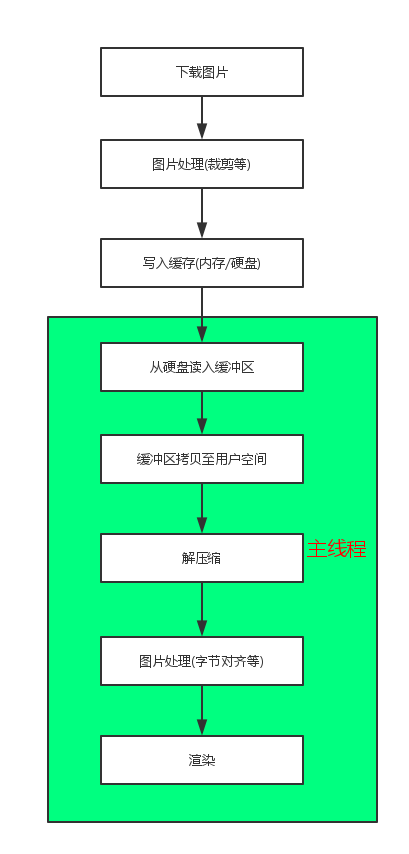 下载图片
图片处理(裁剪等)
写入缓存(内存/硬盘)
从硬盘读入缓冲区
缓冲区拷贝至用户空间
解压缩
主线程
图片处理(字节对齐等)
渲染